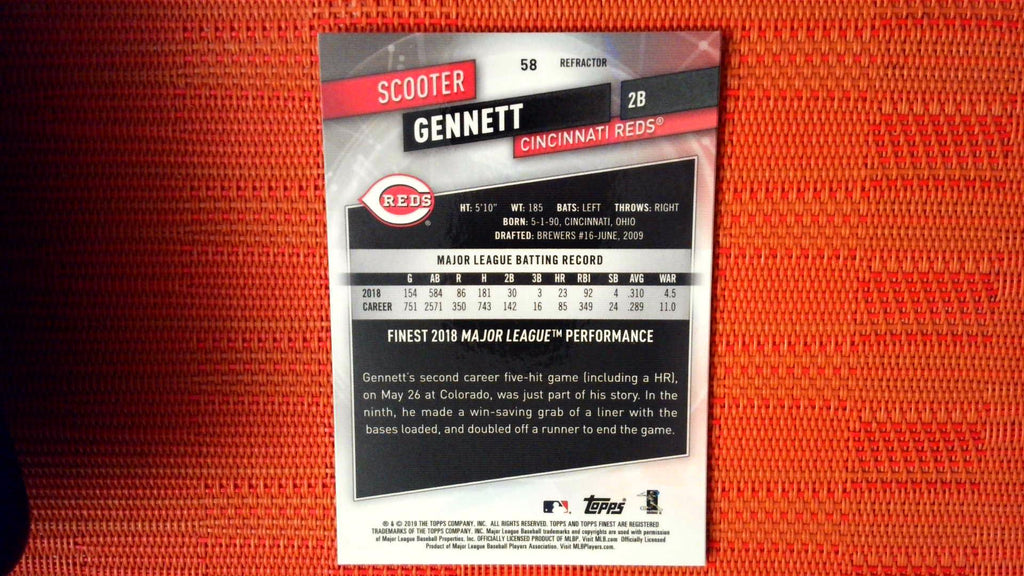 58 REFRACTOR
SCOOTER
GENNETT
2B
CINCINNATI REDS®
REDS
HT: 5'10" WT: 185 BATS: LEFT THROWS: RIGHT
BORN: 5-1-90, CINCINNATI, OHIO
DRAFTED: BREWERS #16-JUNE, 2009
MAJOR LEAGUE BATTING RECORD
G AB R H 2B 3B HR RBI SB AVG WAR
2018 154 584 86 181 30 3 23 92 4 .310 4.5
CAREER 751 2571 350 743 142 16 85 349 24 .289 11.0
FINEST 2018 MAJOR LEAGUE™ PERFORMANCE
Gennett's second career five-hit game (including a HR),
on May 26 at Colorado, was just part of his story. In the
ninth, he made a win-saving grab of a liner with the
bases loaded, and doubled off a runner to end the game.
Topps
® & © 2019 THE TOPPS COMPANY, INC. ALL RIGHTS RESERVED. TOPPS AND TOPPS FINEST ARE REGISTERED
TRADEMARKS OF THE TOPPS COMPANY, INC. Major League Baseball trademarks and copyrights are used with permission
of Major League Baseball Properties, Inc. OFFICIALLY LICENSED PRODUCT OF MLBP. Visit MLB.com Officially Licensed
Product of Major League Baseball Players Association. Visit MLBPlayers.com.